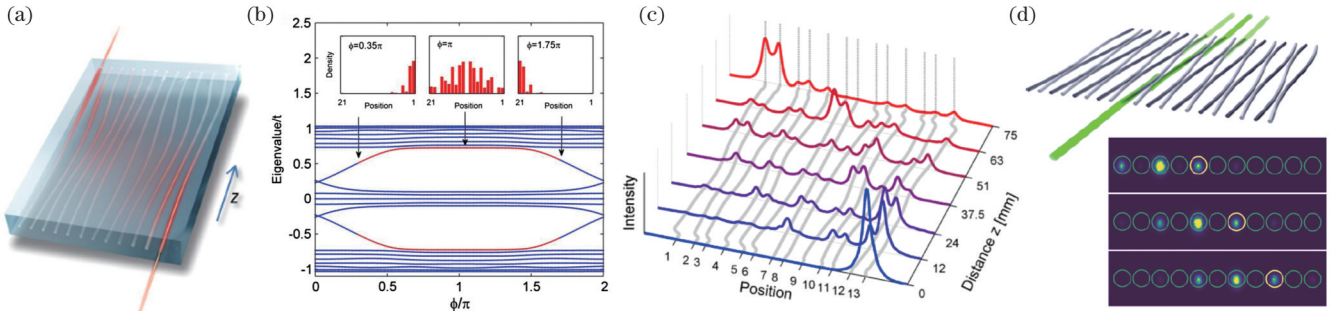 (a)
Z
(b)
Eigenvalue/t
2.5
2
1.5
1
0.5
0
-0.5
-1
0
0.5
1
1.5
2
ϕ/π
Density
ϕ=0.35π
21
1
Position
ϕ=π
21
1
Position
ϕ=1.75π
21
1
Position
(c)
Intensity
1
2
3
4
5
6
7
8
9
10
11
12
13
Position
0
12
24
37.5
51
63
75
Distance z [mm]
(d)